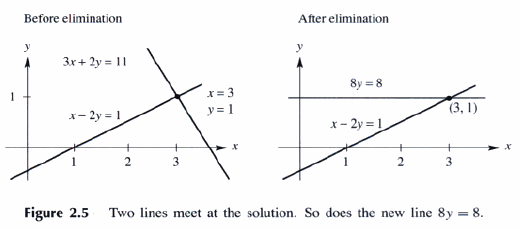 Before elimination
y
3x + 2y = 11
1
x = 3
y = 1
x − 2y = 1
x
1 2 3
After elimination
y
8y = 8
(3, 1)
x − 2y = 1
x
1 2 3
Figure 2.5 Two lines meet at the solution. So does the new line 8y = 8.